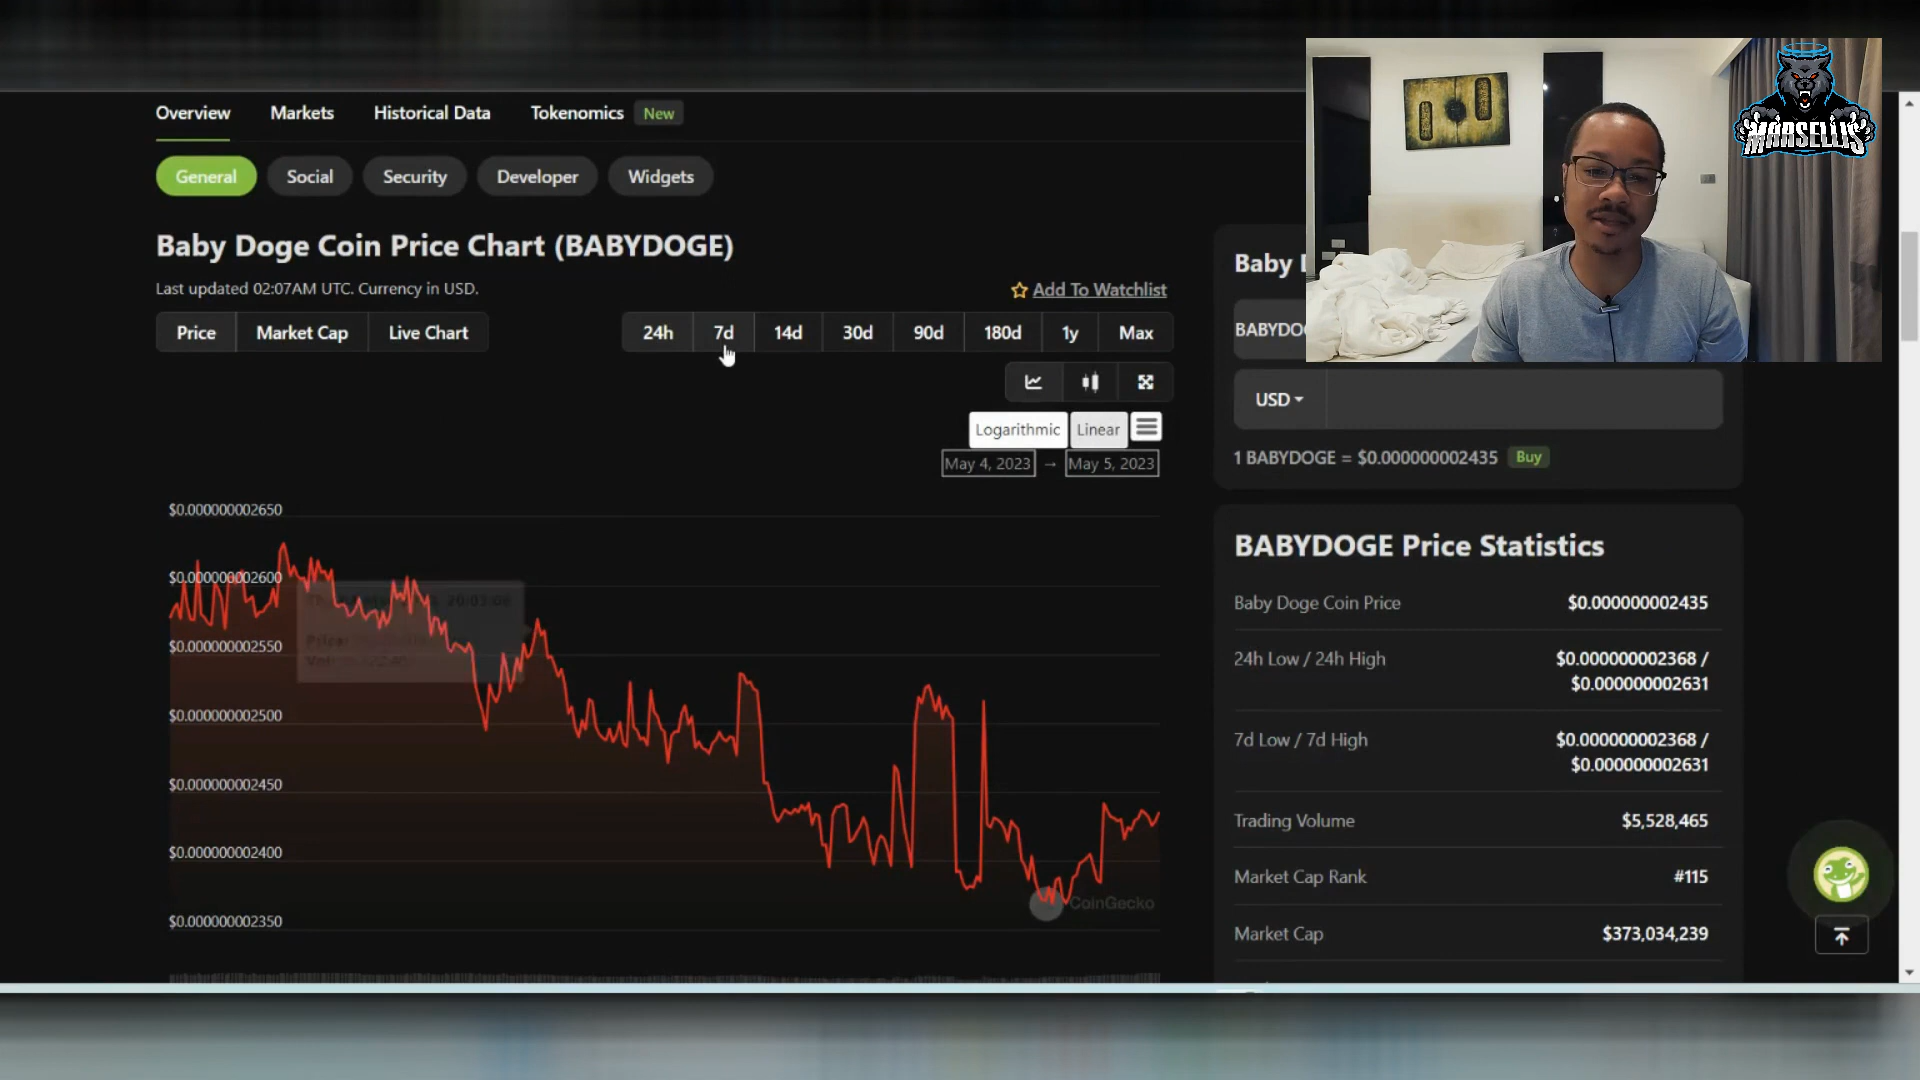 MARSELLIS
Overview Markets Historical Data Tokenomics New
General Social Security Developer Widgets
Baby Doge Coin Price Chart (BABYDOGE)
Last updated 02:07AM UTC. Currency in USD.
Add To Watchlist
Price Market Cap Live Chart
24h 7d 14d 30d 90d 180d 1y Max
Logarithmic Linear
May 4, 2023 → May 5, 2023
$0.000000002650
$0.000000002600
$0.000000002550
$0.000000002500
$0.000000002450
$0.000000002400
$0.000000002350
20:03:08
Price:
Vol:
CoinGecko
Baby
BABYDO
USD
1 BABYDOGE = $0.000000002435 Buy
BABYDOGE Price Statistics
Baby Doge Coin Price $0.000000002435
24h Low / 24h High $0.000000002368 /
$0.000000002631
7d Low / 7d High $0.000000002368 /
$0.000000002631
Trading Volume $5,528,465
Market Cap Rank #115
Market Cap $373,034,239